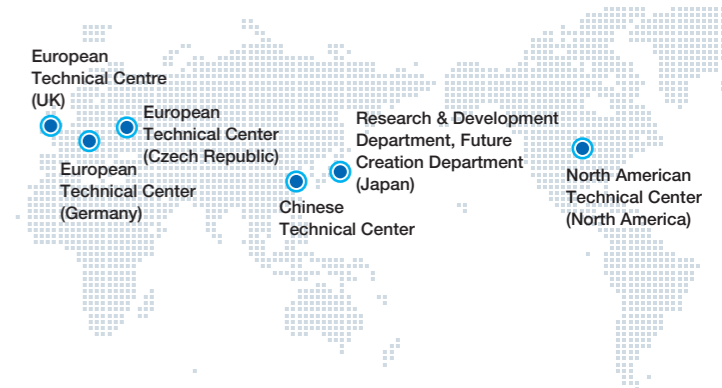 European
Technical Centre
(UK)
European
Technical Center
(Czech Republic)
European
Technical Center
(Germany)
Research & Development
Department, Future
Creation Department
(Japan)
Chinese
Technical Center
North American
Technical Center
(North America)